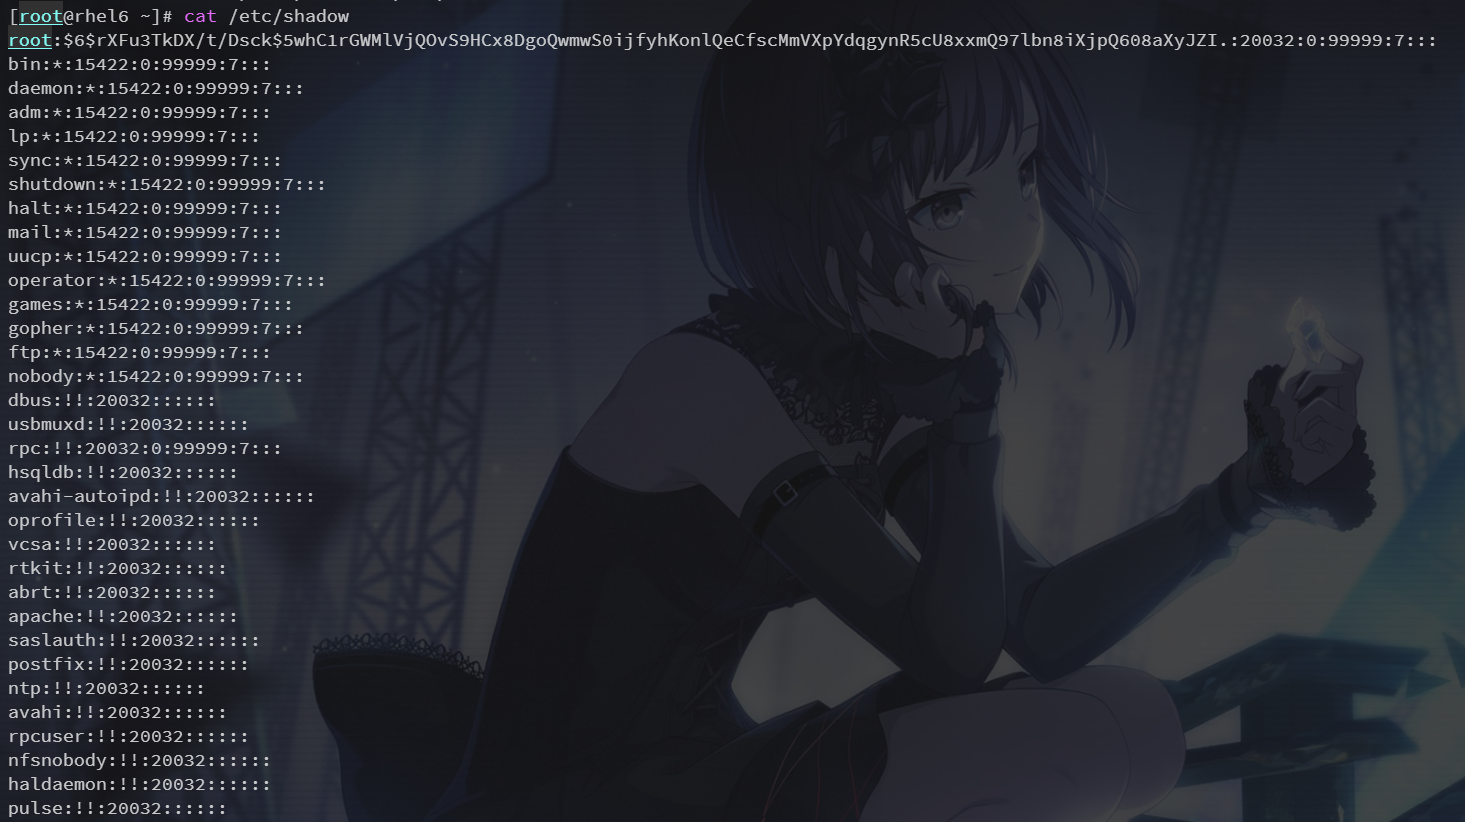 [root@rhel6 ~]# cat /etc/shadow
root:$6$rXFu3TkDX/t/Dsck$5whC1rGWMlVjQOvS9HCx8DgoQwmwS0ijfyhKonlQeCfscMmVXpYdqgynR5cU8xxmQ97lbn8iXjpQ608aXyJZI.:20032:0:99999:7:::
bin:*:15422:0:99999:7:::
daemon:*:15422:0:99999:7:::
adm:*:15422:0:99999:7:::
lp:*:15422:0:99999:7:::
sync:*:15422:0:99999:7:::
shutdown:*:15422:0:99999:7:::
halt:*:15422:0:99999:7:::
mail:*:15422:0:99999:7:::
uucp:*:15422:0:99999:7:::
operator:*:15422:0:99999:7:::
games:*:15422:0:99999:7:::
gopher:*:15422:0:99999:7:::
ftp:*:15422:0:99999:7:::
nobody:*:15422:0:99999:7:::
dbus:!!:20032::::::
usbmuxd:!!:20032::::::
rpc:!!:20032:0:99999:7:::
hsqldb:!!:20032::::::
avahi-autoipd:!!:20032::::::
oprofile:!!:20032::::::
vcsa:!!:20032::::::
rtkit:!!:20032::::::
abrt:!!:20032::::::
apache:!!:20032::::::
saslauth:!!:20032::::::
postfix:!!:20032::::::
ntp:!!:20032::::::
avahi:!!:20032::::::
rpcuser:!!:20032::::::
nfsnobody:!!:20032::::::
haldaemon:!!:20032::::::
pulse:!!:20032::::::